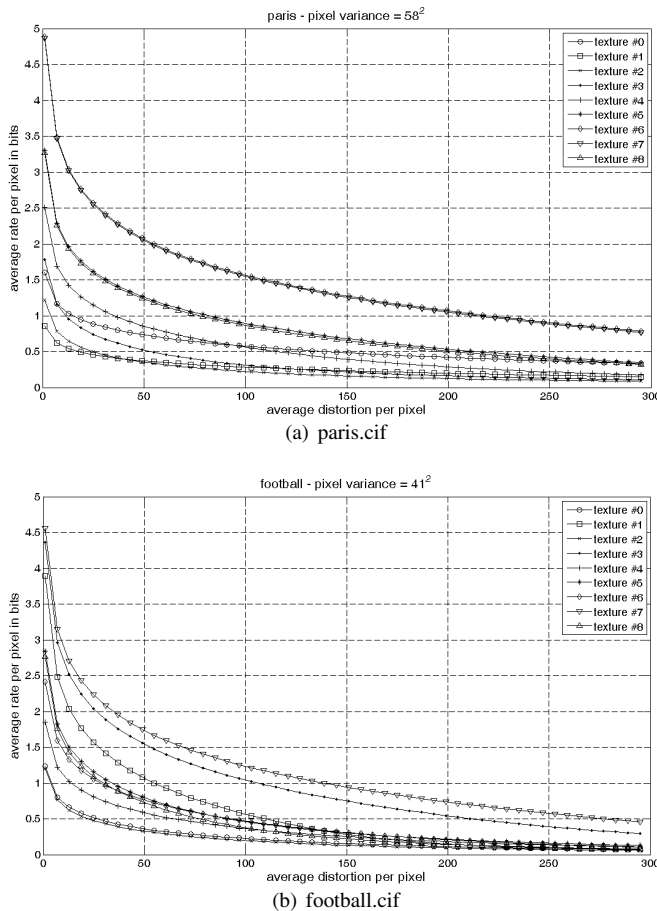 paris - pixel variance = 58²
5
4.5
4
3.5
3
2.5
2
1.5
1
0.5
0
average rate per pixel in bits
texture #0
texture #1
texture #2
texture #3
texture #4
texture #5
texture #6
texture #7
texture #8
0 50 100 150 200 250 300
average distortion per pixel
(a) paris.cif
football - pixel variance = 41²
5
4.5
4
3.5
3
2.5
2
1.5
1
0.5
0
average rate per pixel in bits
texture #0
texture #1
texture #2
texture #3
texture #4
texture #5
texture #6
texture #7
texture #8
0 50 100 150 200 250 300
average distortion per pixel
(b) football.cif